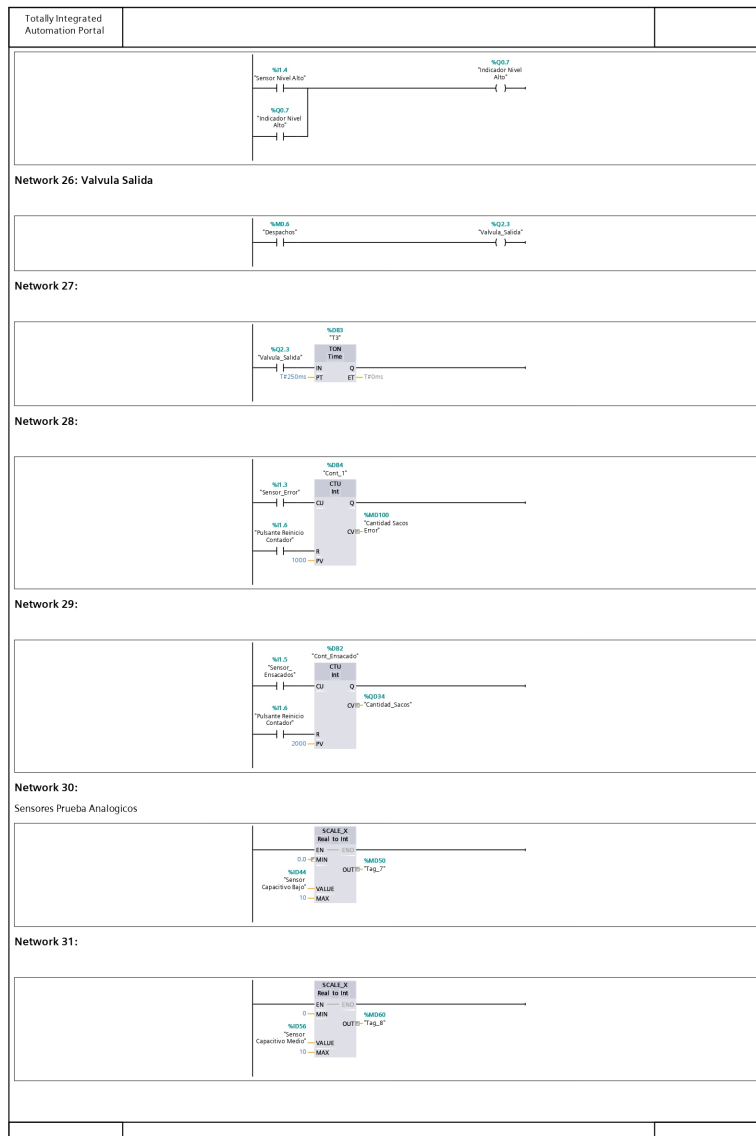 Totally Integrated
Automation Portal
%I1.4
"Sensor Nivel Alto"
%Q0.7
"Indicador Nivel
Alto"
%Q0.7
"Indicador Nivel
Alto"
Network 26: Valvula Salida
%M0.6
"Despachos"
%Q2.3
"Valvula_Salida"
Network 27:
%DB3
"T3"
TON
Time
%Q2.3
"Valvula_Salida"
IN Q
T#250ms PT ET T#0ms
Network 28:
%DB4
"Cont_1"
CTU
Int
%I1.3
"Sensor_Error"
CU Q
%MD100
"Cantidad Sacos
CV Error"
%I1.6
"Pulsante Reinicio
Contador"
R
1000 PV
Network 29:
%DB2
"Cont_Ensacado"
CTU
Int
%I1.5
"Sensor_
Ensacados"
CU Q
%QD34
CV "Cantidad_Sacos"
%I1.6
"Pulsante Reinicio
Contador"
R
2000 PV
Network 30:
Sensores Prueba Analogicos
SCALE_X
Real to Int
EN ENO
0.0 MIN
%MD50
OUT "Tag_7"
%ID44
"Sensor
Capacitivo Bajo" VALUE
10 MAX
Network 31:
SCALE_X
Real to Int
EN ENO
0 MIN
%MD60
OUT "Tag_8"
%ID56
"Sensor
Capacitivo Medio" VALUE
10 MAX